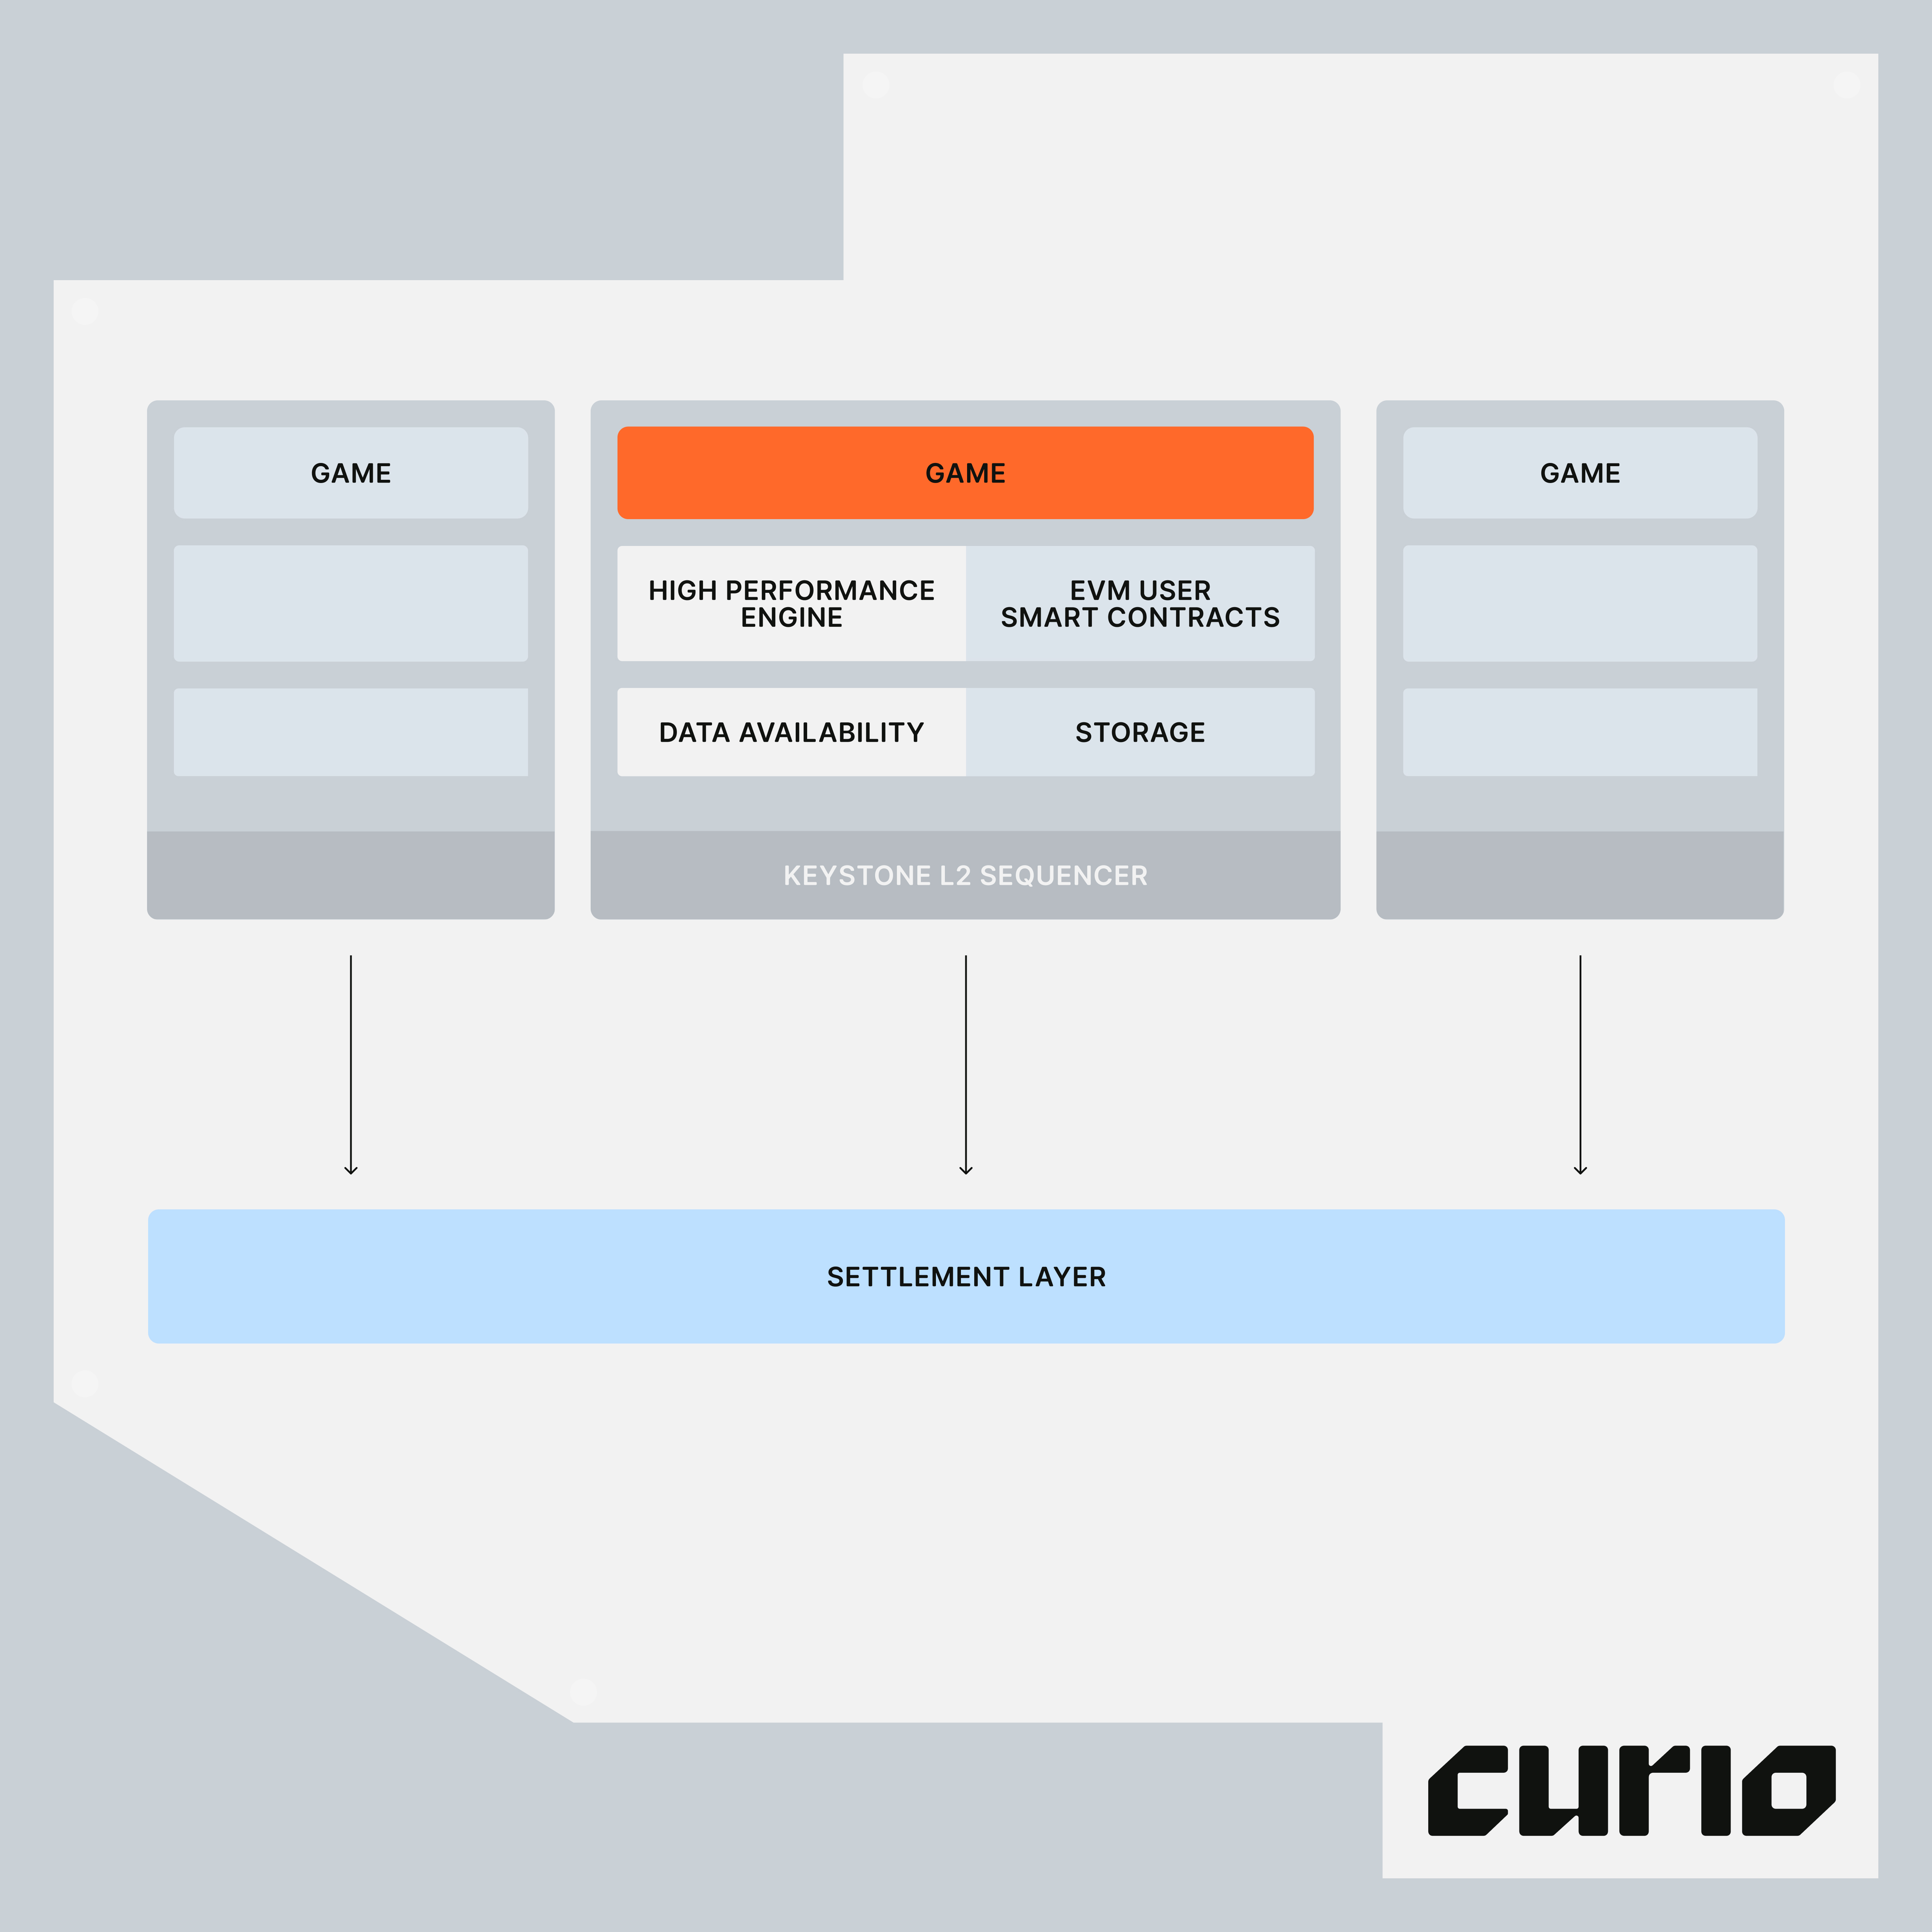 GAME
GAME
GAME
HIGH PERFORMANCE
ENGINE
EVM USER
SMART CONTRACTS
DATA AVAILABILITY
STORAGE
KEYSTONE L2 SEQUENCER
SETTLEMENT LAYER
curio